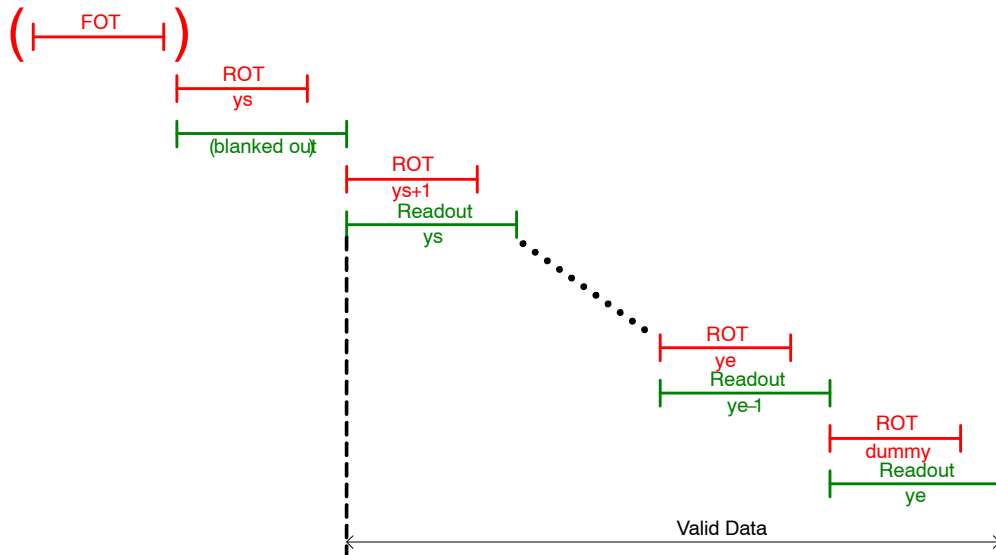 ( FOT )
ROT
ys
(blanked out)
ROT
ys+1
Readout
ys
ROT
ye
Readout
ye–1
ROT
dummy
Readout
ye
Valid Data